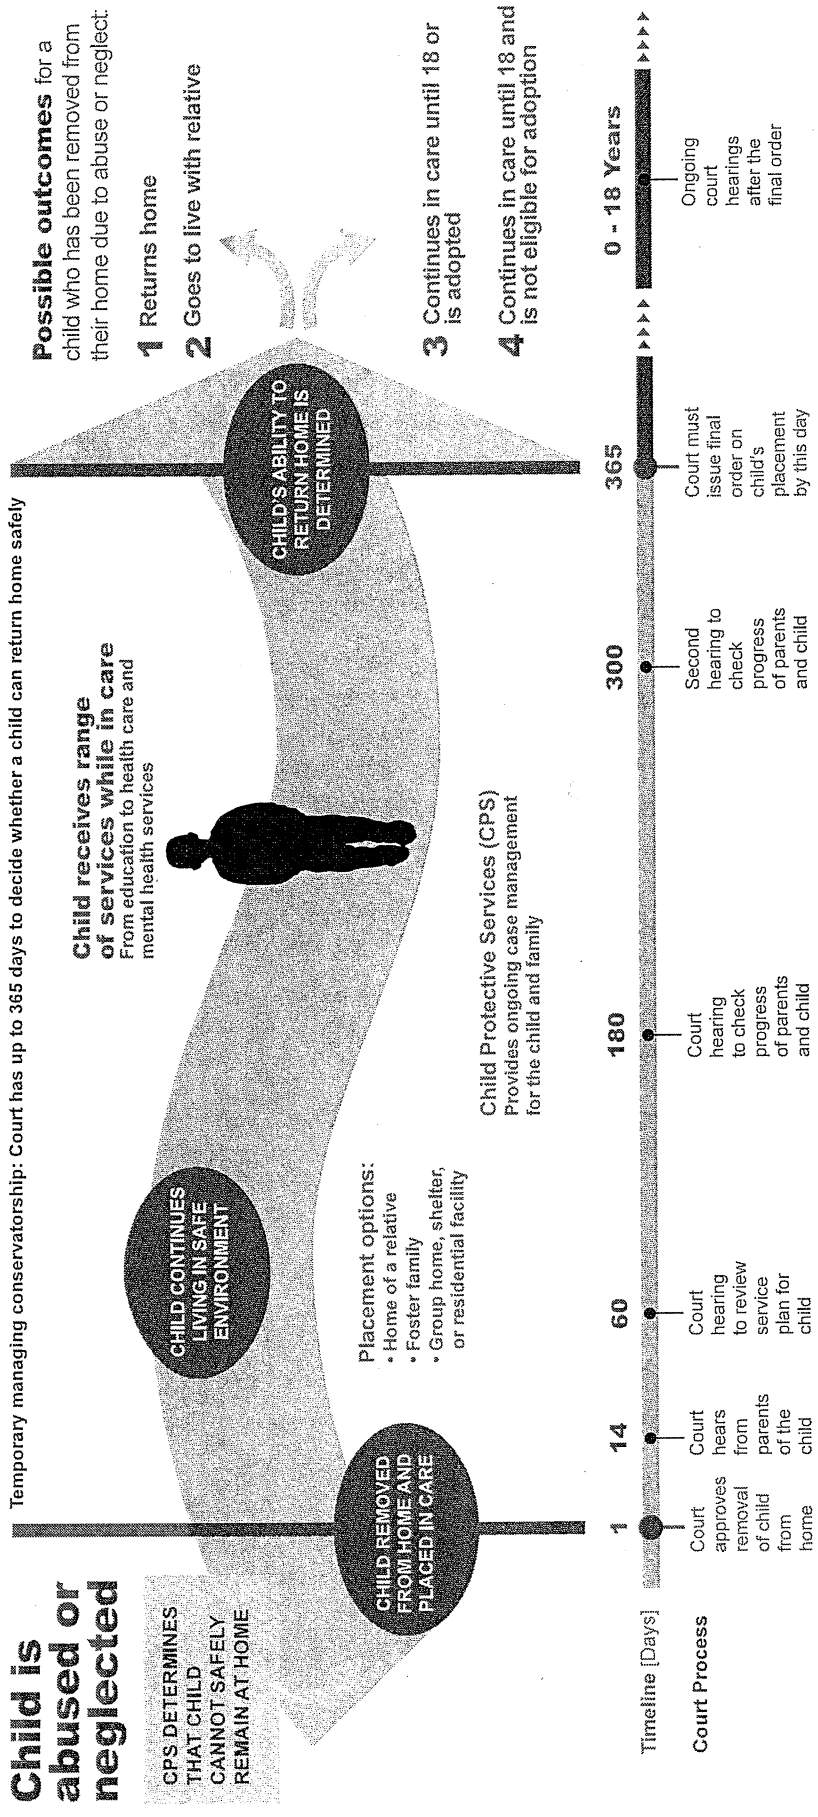 Child is
abused or
neglected
CPS DETERMINES
THAT CHILD
CANNOT SAFELY
REMAIN AT HOME
Temporary managing conservatorship: Court has up to 365 days to decide whether a child can return home safely
CHILD REMOVED
FROM HOME AND
PLACED IN CARE
CHILD CONTINUES
LIVING IN SAFE
ENVIRONMENT
Placement options:
• Home of a relative
• Foster family
• Group home, shelter,
or residential facility
Child receives range
of services while in care
From education to health care and
mental health services
Child Protective Services (CPS)
Provides ongoing case management
for the child and family
CHILD'S ABILITY TO
RETURN HOME IS
DETERMINED
Possible outcomes for a
child who has been removed from
their home due to abuse or neglect:
1 Returns home
2 Goes to live with relative
3 Continues in care until 18 or
is adopted
4 Continues in care until 18 and
is not eligible for adoption
Timeline [Days]
Court Process
1
Court
approves
removal
of child
from
home
14
Court
hears
from
parents
of the
child
60
Court
hearing
to review
service
plan for
child
180
Court
hearing
to check
progress
of parents
and child
300
Second
hearing to
check
progress
of parents
and child
365
Court must
issue final
order on
child's
placement
by this day
0 - 18 Years
Ongoing
court
hearings
after the
final order